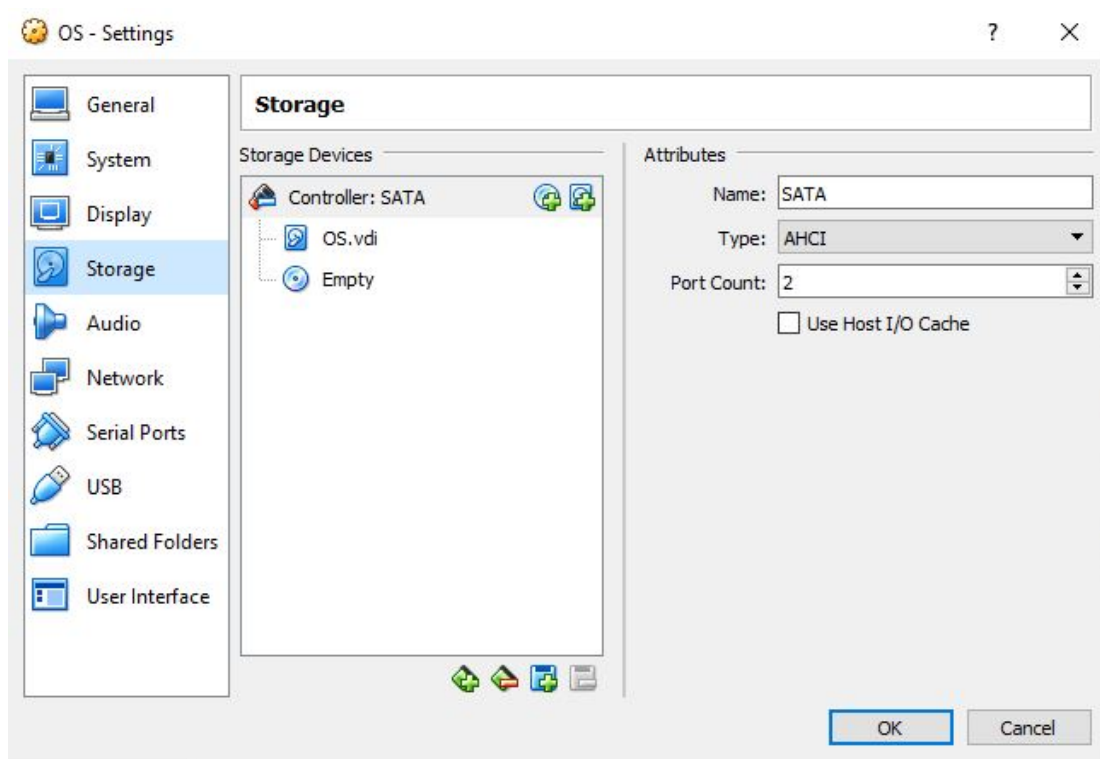 OS - Settings
?
General
System
Display
Storage
Audio
Network
Serial Ports
USB
Shared Folders
User Interface
Storage
Storage Devices
Controller: SATA
OS.vdi
Empty
Attributes
Name: SATA
Type: AHCI
Port Count: 2
Use Host I/O Cache
OK
Cancel